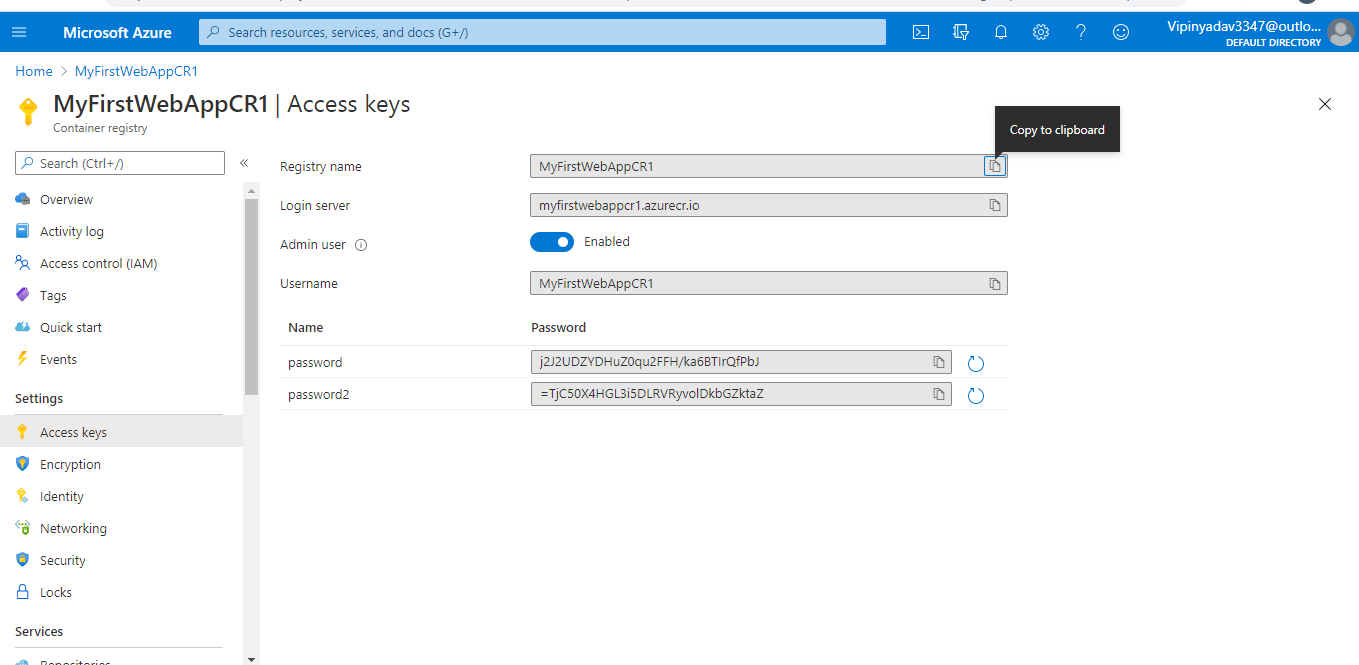 Microsoft Azure
Search resources, services, and docs (G+/)
Vipinyadav3347@outlo...
DEFAULT DIRECTORY
Home > MyFirstWebAppCR1
MyFirstWebAppCR1 | Access keys
Container registry
Copy to clipboard
Search (Ctrl+/)
«
Overview
Activity log
Access control (IAM)
Tags
Quick start
Events
Settings
Access keys
Encryption
Identity
Networking
Security
Locks
Services
Repositories
Registry name
MyFirstWebAppCR1
Login server
myfirstwebappcr1.azurecr.io
Admin user
Enabled
Username
MyFirstWebAppCR1
Name Password
password j2J2UDZYDHuZ0qu2FFH/ka6BTIrQfPbJ
password2 =TjC50X4HGL3i5DLRVRyvolDkbGZktaZ